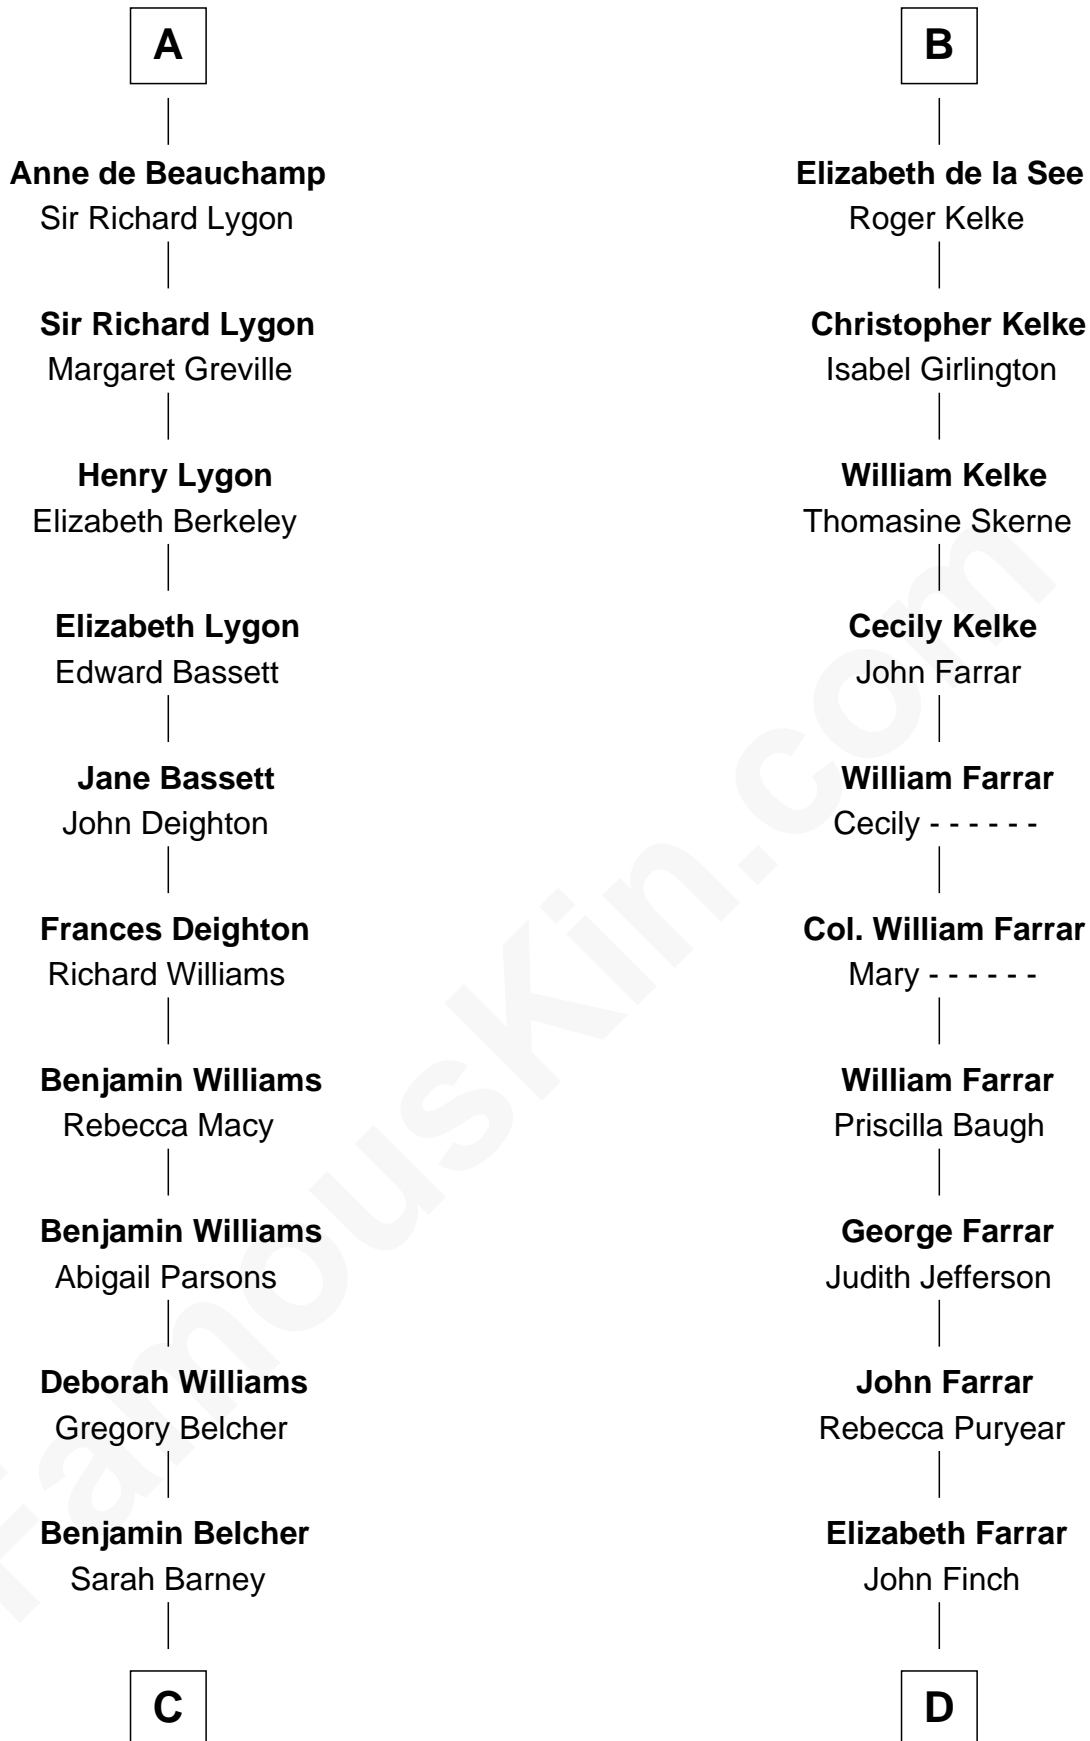 A
Anne de Beauchamp
Sir Richard Lygon
Sir Richard Lygon
Margaret Greville
Henry Lygon
Elizabeth Berkeley
Elizabeth Lygon
Edward Bassett
Jane Bassett
John Deighton
Frances Deighton
Richard Williams
Benjamin Williams
Rebecca Macy
Benjamin Williams
Abigail Parsons
Deborah Williams
Gregory Belcher
Benjamin Belcher
Sarah Barney
C
B
Elizabeth de la See
Roger Kelke
Christopher Kelke
Isabel Girlington
William Kelke
Thomasine Skerne
Cecily Kelke
John Farrar
William Farrar
Cecily - - - - - -
Col. William Farrar
Mary - - - - - -
William Farrar
Priscilla Baugh
George Farrar
Judith Jefferson
John Farrar
Rebecca Puryear
Elizabeth Farrar
John Finch
D
FamousKin.com